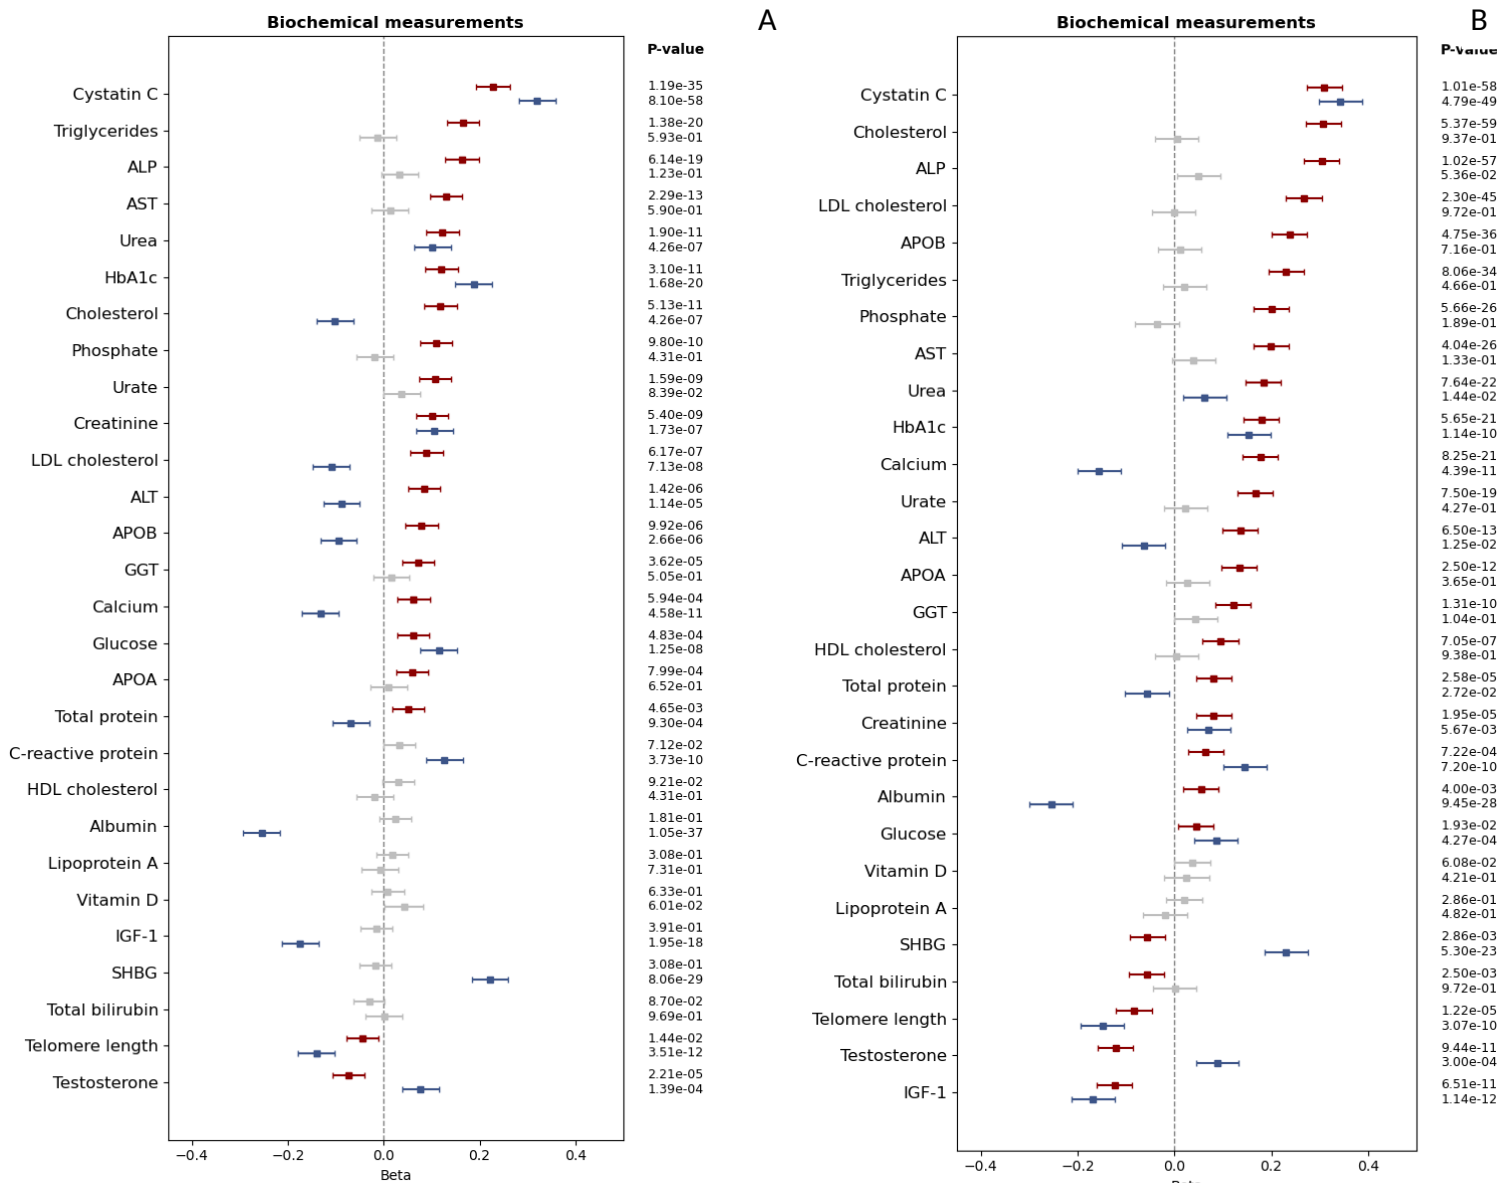 Biochemical measurements
A
P-value
Cystatin C
1.19e-35
8.10e-58
Triglycerides
1.38e-20
5.93e-01
ALP
6.14e-19
1.23e-01
AST
2.29e-13
5.90e-01
Urea
1.90e-11
4.26e-07
HbA1c
3.10e-11
1.68e-20
Cholesterol
5.13e-11
4.26e-07
Phosphate
9.80e-10
4.31e-01
Urate
1.59e-09
8.39e-02
Creatinine
5.40e-09
1.73e-07
LDL cholesterol
6.17e-07
7.13e-08
ALT
1.42e-06
1.14e-05
APOB
9.92e-06
2.66e-06
GGT
3.62e-05
5.05e-01
Calcium
5.94e-04
4.58e-11
Glucose
4.83e-04
1.25e-08
APOA
7.99e-04
6.52e-01
Total protein
4.65e-03
9.30e-04
C-reactive protein
7.12e-02
3.73e-10
HDL cholesterol
9.21e-02
4.31e-01
Albumin
1.81e-01
1.05e-37
Lipoprotein A
3.08e-01
7.31e-01
Vitamin D
6.33e-01
6.01e-02
IGF-1
3.91e-01
1.95e-18
SHBG
3.08e-01
8.06e-29
Total bilirubin
8.70e-02
9.69e-01
Telomere length
1.44e-02
3.51e-12
Testosterone
2.21e-05
1.39e-04
−0.4 −0.2 0.0 0.2 0.4
Beta
Biochemical measurements
B
P-value
Cystatin C
1.01e-58
4.79e-49
Cholesterol
5.37e-59
9.37e-01
ALP
1.02e-57
5.36e-02
LDL cholesterol
2.30e-45
9.72e-01
APOB
4.75e-36
7.16e-01
Triglycerides
8.06e-34
4.66e-01
Phosphate
5.66e-26
1.89e-01
AST
4.04e-26
1.33e-01
Urea
7.64e-22
1.44e-02
HbA1c
5.65e-21
1.14e-10
Calcium
8.25e-21
4.39e-11
Urate
7.50e-19
4.27e-01
ALT
6.50e-13
1.25e-02
APOA
2.50e-12
3.65e-01
GGT
1.31e-10
1.04e-01
HDL cholesterol
7.05e-07
9.38e-01
Total protein
2.58e-05
2.72e-02
Creatinine
1.95e-05
5.67e-03
C-reactive protein
7.22e-04
7.20e-10
Albumin
4.00e-03
9.45e-28
Glucose
1.93e-02
4.27e-04
Vitamin D
6.08e-02
4.21e-01
Lipoprotein A
2.86e-01
4.82e-01
SHBG
2.86e-03
5.30e-23
Total bilirubin
2.50e-03
9.72e-01
Telomere length
1.22e-05
3.07e-10
Testosterone
9.44e-11
3.00e-04
IGF-1
6.51e-11
1.14e-12
−0.4 −0.2 0.0 0.2 0.4